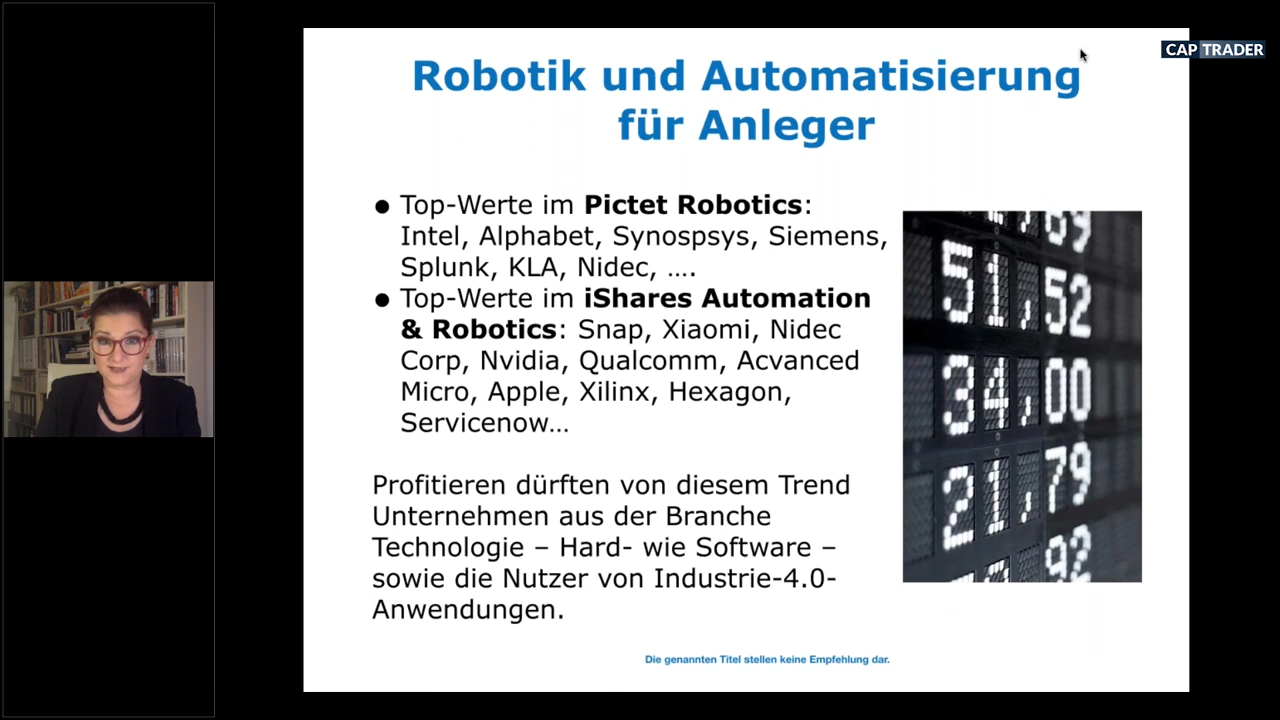 CAP TRADER
Robotik und Automatisierung
für Anleger
● Top-Werte im Pictet Robotics:
Intel, Alphabet, Synospsys, Siemens,
Splunk, KLA, Nidec, ….
● Top-Werte im iShares Automation
& Robotics: Snap, Xiaomi, Nidec
Corp, Nvidia, Qualcomm, Acvanced
Micro, Apple, Xilinx, Hexagon,
Servicenow…
Profitieren dürften von diesem Trend
Unternehmen aus der Branche
Technologie – Hard- wie Software –
sowie die Nutzer von Industrie-4.0-
Anwendungen.
69
51,52
34,00
21,79
92
Die genannten Titel stellen keine Empfehlung dar.